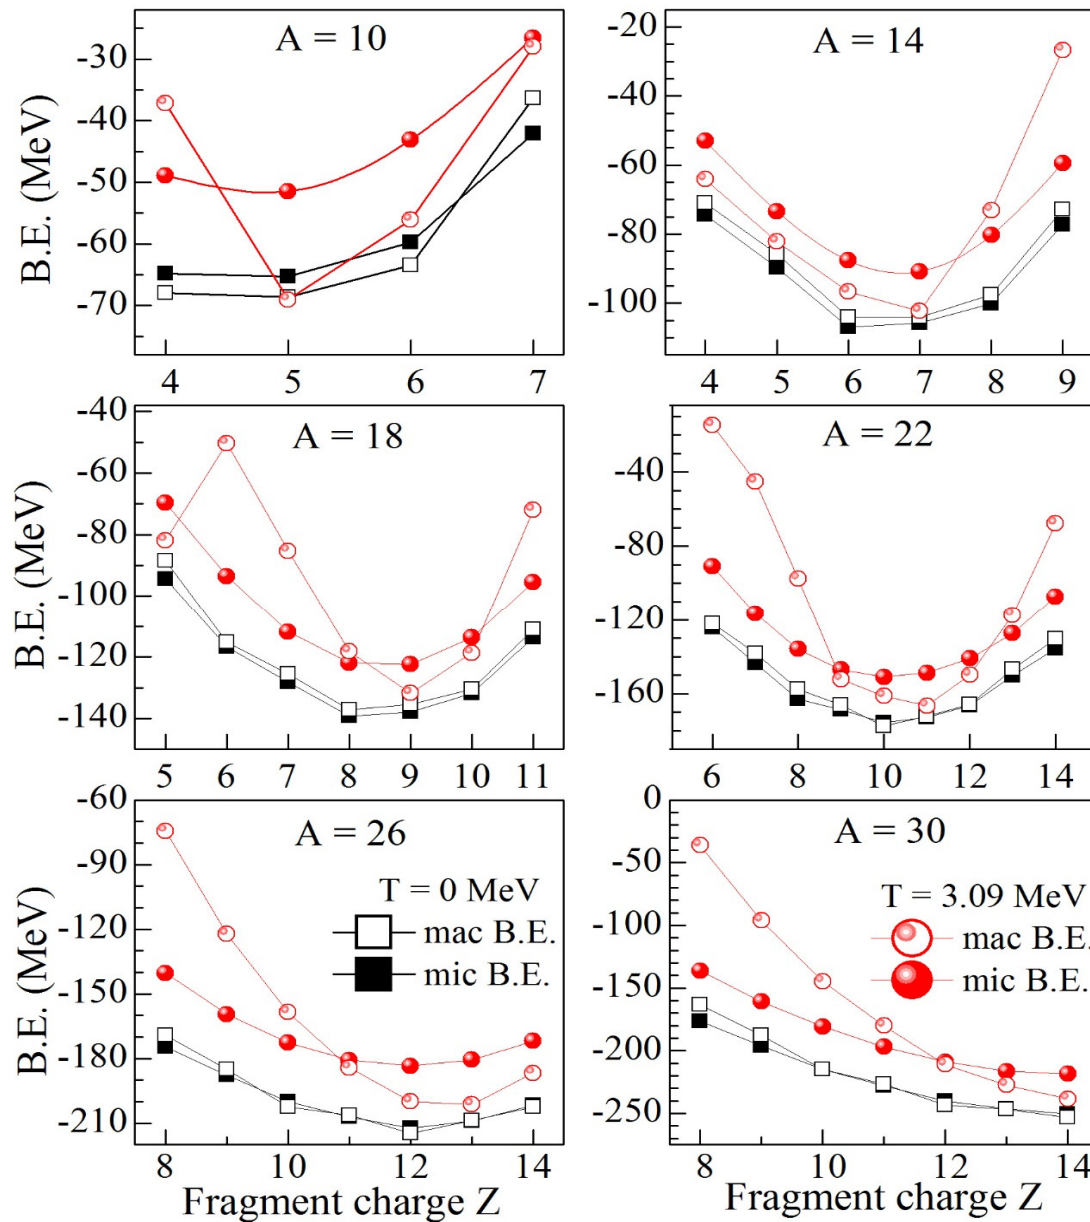 A = 10
-30
-40
-50
-60
-70
B.E. (MeV)
4 5 6 7
A = 14
-20
-40
-60
-80
-100
4 5 6 7 8 9
A = 18
-40
-60
-80
-100
-120
-140
B.E. (MeV)
5 6 7 8 9 10 11
A = 22
-40
-80
-120
-160
6 8 10 12 14
A = 26
-60
-90
-120
-150
-180
-210
B.E. (MeV)
T = 0 MeV
mac B.E.
mic B.E.
8 10 12 14
Fragment charge Z
A = 30
0
-50
-100
-150
-200
-250
T = 3.09 MeV
mac B.E.
mic B.E.
8 10 12 14
Fragment charge Z